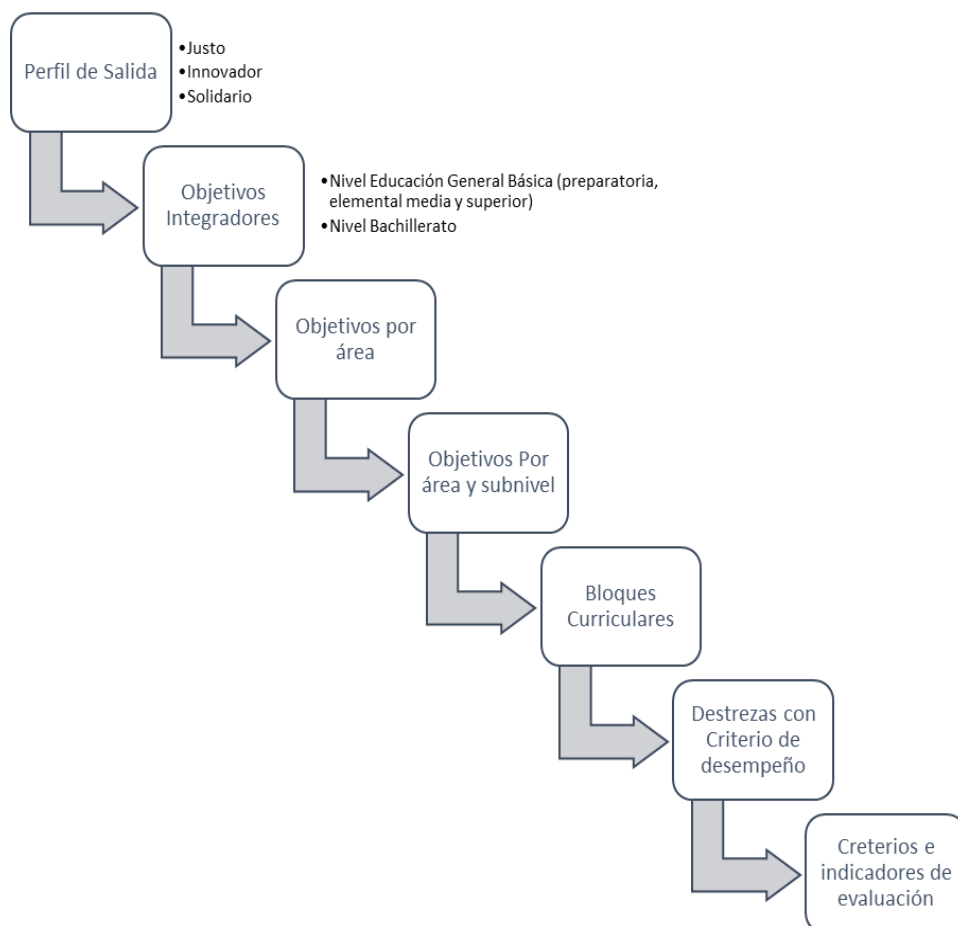 Perfil de Salida
•Justo
•Innovador
•Solidario
Objetivos
Integradores
•Nivel Educación General Básica (preparatoria,
elemental media y superior)
•Nivel Bachillerato
Objetivos por
área
Objetivos Por
área y subnivel
Bloques
Curriculares
Destrezas con
Criterio de
desempeño
Creterios e
indicadores de
evaluación